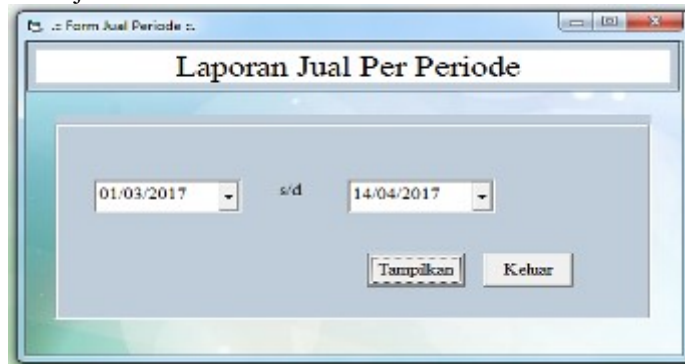 .:: Form Jual Periode ::.
Laporan Jual Per Periode
01/03/2017 s/d 14/04/2017
Tampilkan Keluar